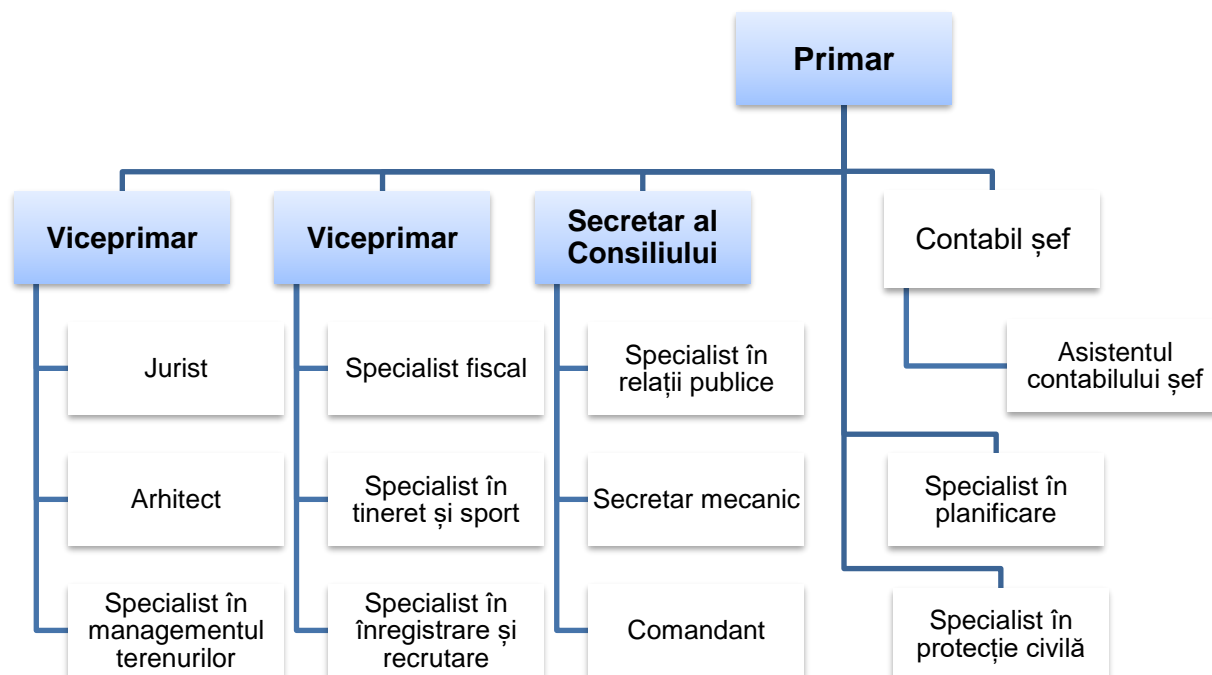 Primar
Viceprimar
Viceprimar
Secretar al
Consiliului
Contabil șef
Jurist
Specialist fiscal
Specialist în
relații publice
Asistentul
contabilului șef
Arhitect
Specialist în
tineret și sport
Secretar mecanic
Specialist în
planificare
Specialist în
managementul
terenurilor
Specialist în
înregistrare și
recrutare
Comandant
Specialist in
protecție civilă